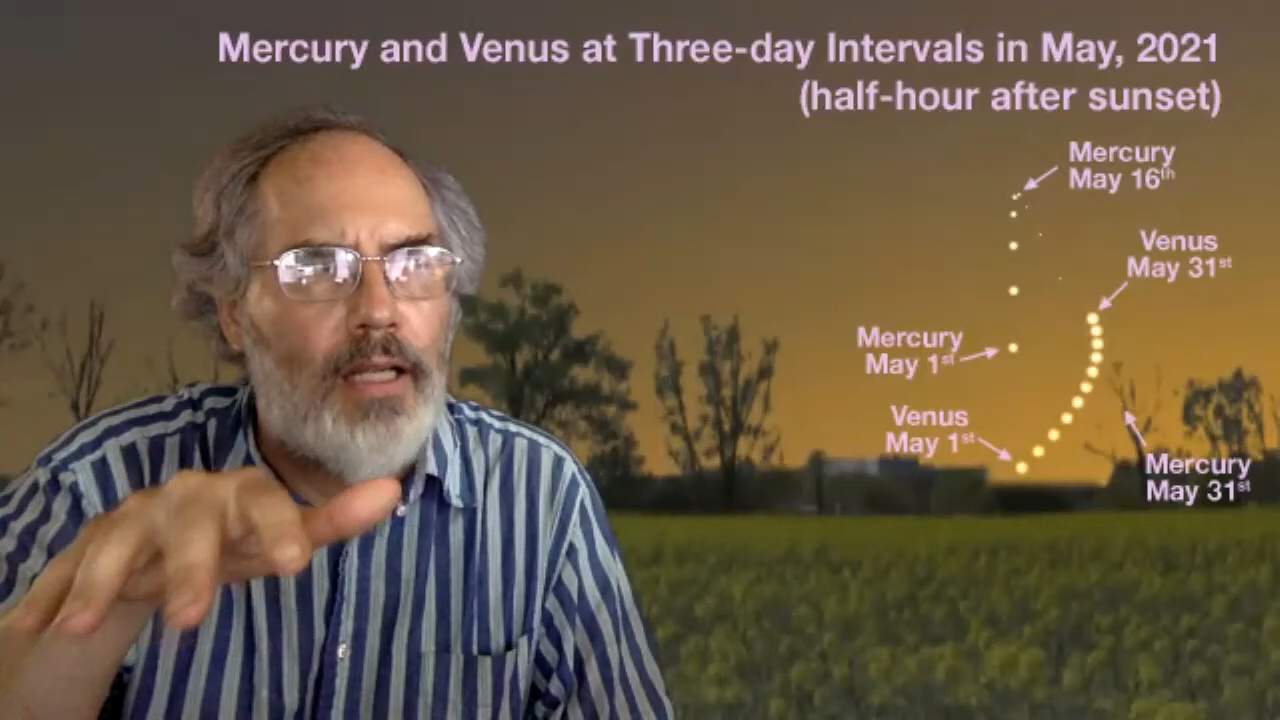 Mercury and Venus at Three-day Intervals in May, 2021
(half-hour after sunset)
Mercury
May 16th
Venus
May 31st
Mercury
May 1st
Venus
May 1st
Mercury
May 31st